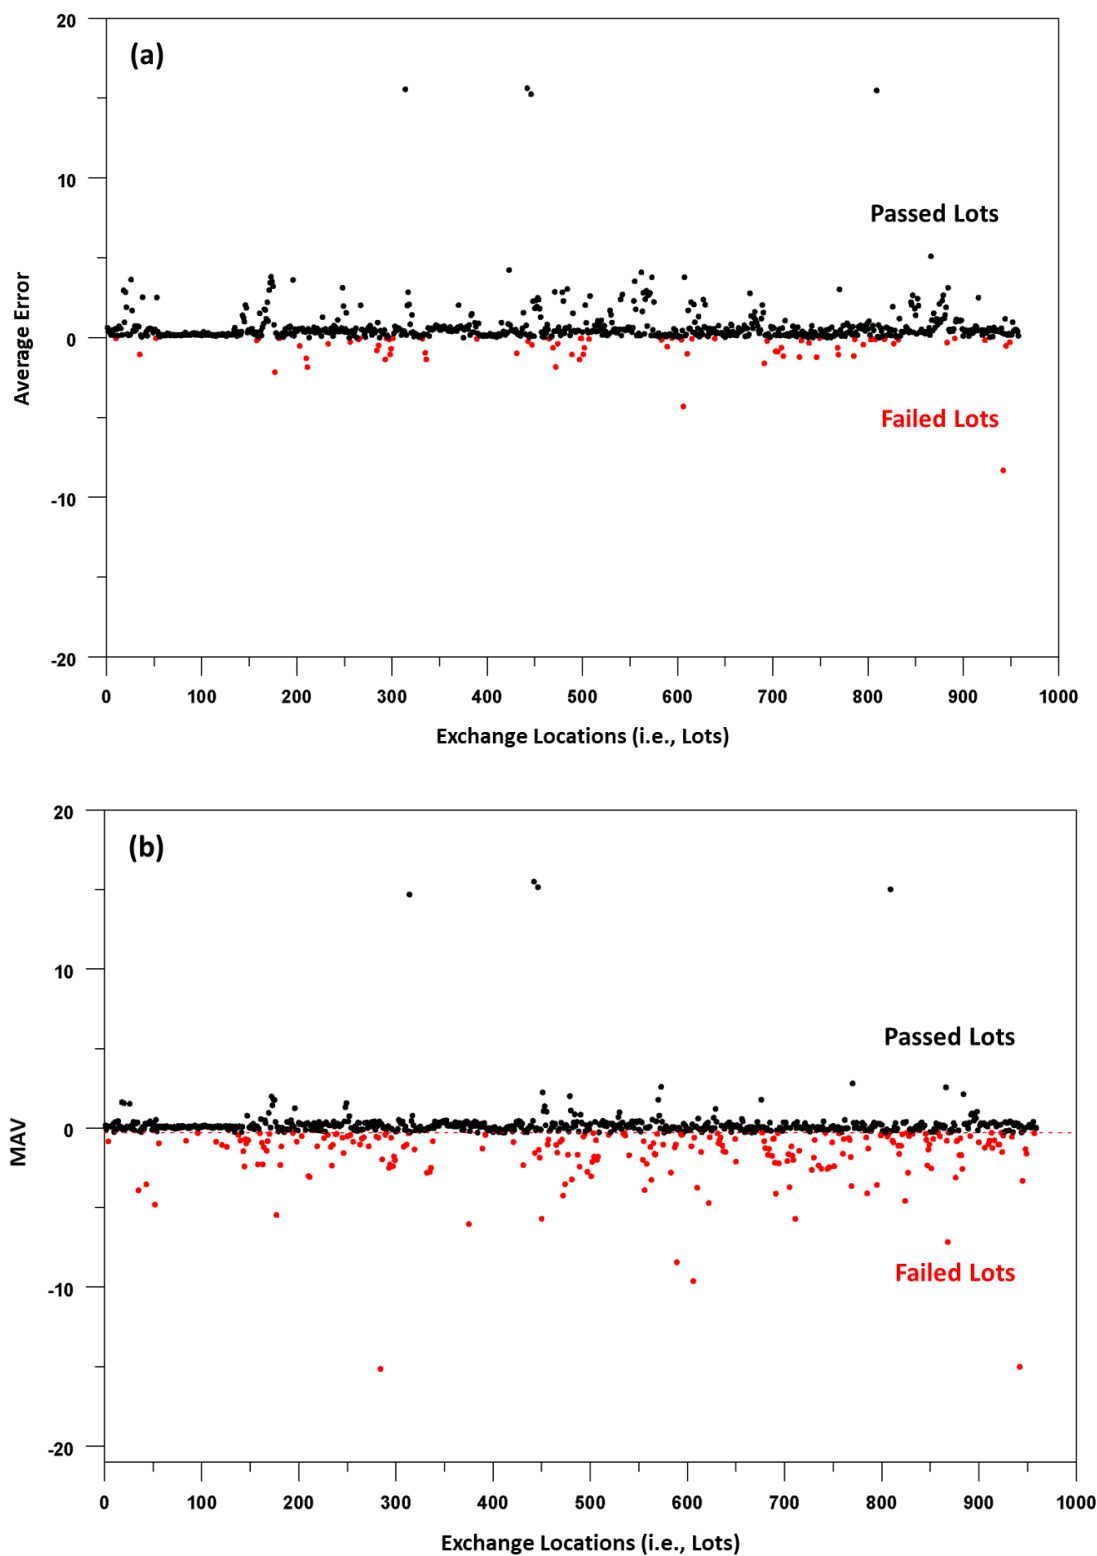 20
(a)
10
Passed Lots
Average Error
0
Failed Lots
-10
-20
0 100 200 300 400 500 600 700 800 900 1000
Exchange Locations (i.e., Lots)
20
(b)
10
Passed Lots
MAV
0
Failed Lots
-10
-20
0 100 200 300 400 500 600 700 800 900 1000
Exchange Locations (i.e., Lots)